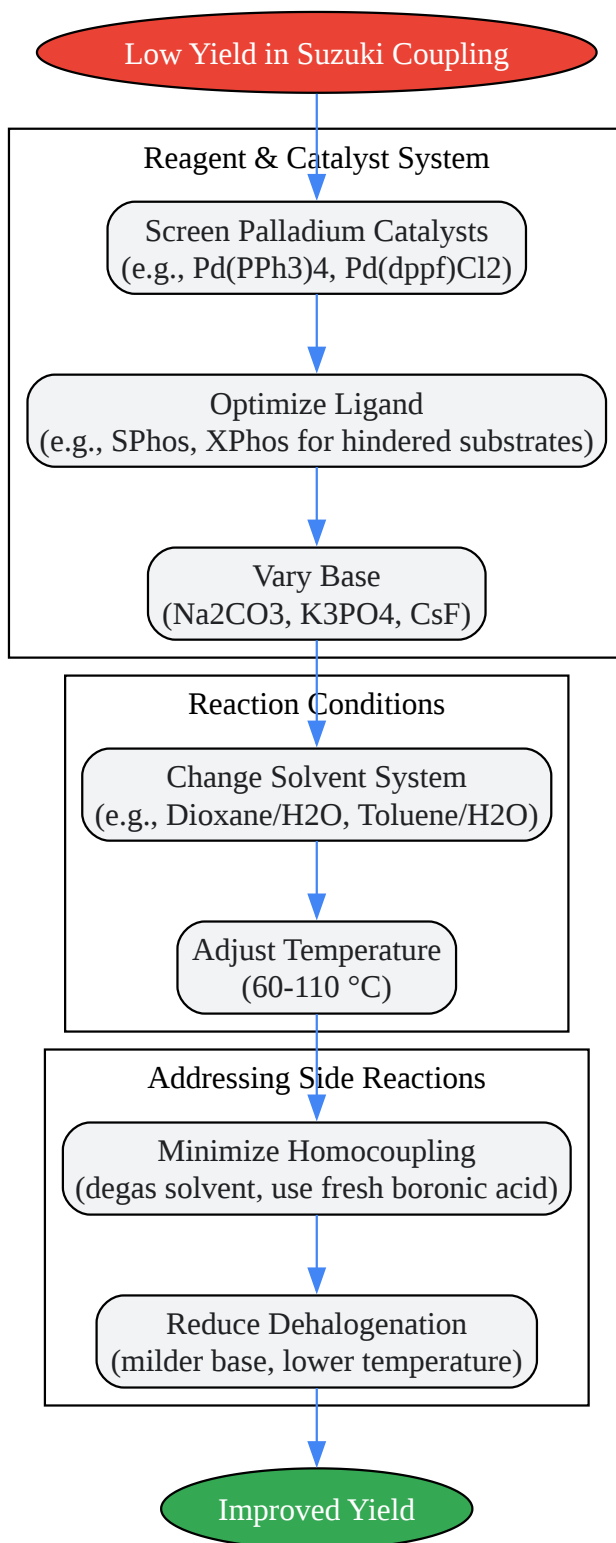 Low Yield in Suzuki Coupling
Reagent & Catalyst System
Screen Palladium Catalysts
(e.g., Pd(PPh3)4, Pd(dppf)Cl2)
Optimize Ligand
(e.g., SPhos, XPhos for hindered substrates)
Vary Base
(Na2CO3, K3PO4, CsF)
Reaction Conditions
Change Solvent System
(e.g., Dioxane/H2O, Toluene/H2O)
Adjust Temperature
(60-110 °C)
Addressing Side Reactions
Minimize Homocoupling
(degas solvent, use fresh boronic acid)
Reduce Dehalogenation
(milder base, lower temperature)
Improved Yield